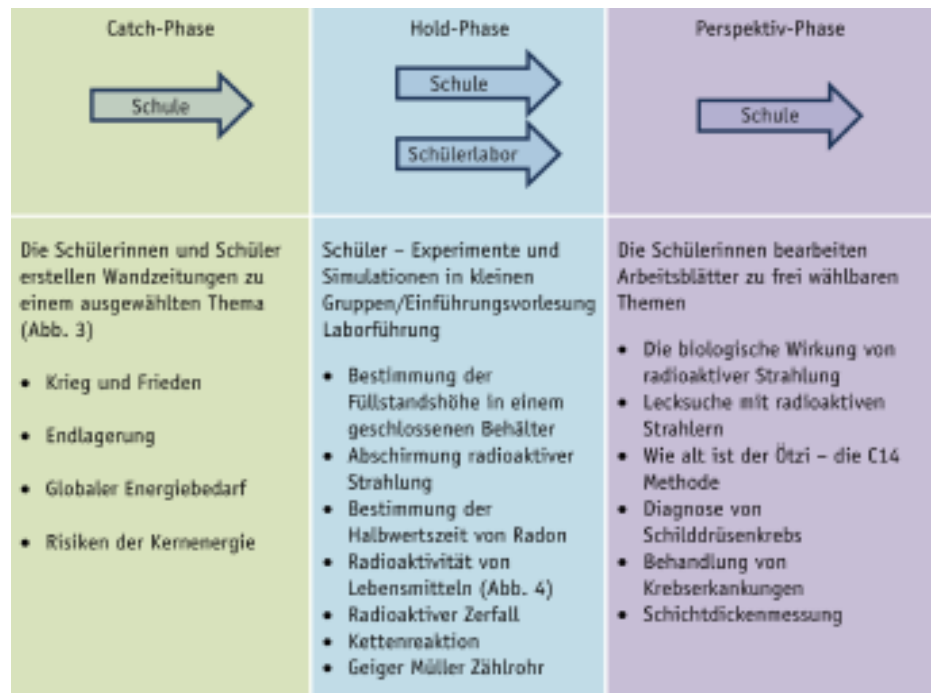 Catch-Phase
Schule
Hold-Phase
Schule
Schülerlabor
Perspektiv-Phase
Schule
Die Schülerinnen und Schüler
erstellen Wandzeitungen zu
einem ausgewählten Thema
(Abb. 3)
• Krieg und Frieden
• Endlagerung
• Globaler Energiebedarf
• Risiken der Kernenergie
Schüler – Experimente und
Simulationen in kleinen
Gruppen/Einführungsvorlesung
Laborführung
• Bestimmung der
Füllstandshöhe in einem
geschlossenen Behälter
• Abschirmung radioaktiver
Strahlung
• Bestimmung der
Halbwertszeit von Radon
• Radioaktivität von
Lebensmitteln (Abb. 4)
• Radioaktiver Zerfall
• Kettenreaktion
• Geiger Müller Zählrohr
Die Schülerinnen bearbeiten
Arbeitsblätter zu frei wählbaren
Themen
• Die biologische Wirkung von
radioaktiver Strahlung
• Lecksuche mit radioaktiven
Strahlern
• Wie alt ist der Ötzi – die C14
Methode
• Diagnose von
Schilddrüsenkrebs
• Behandlung von
Krebserkankungen
• Schichtdickenmessung